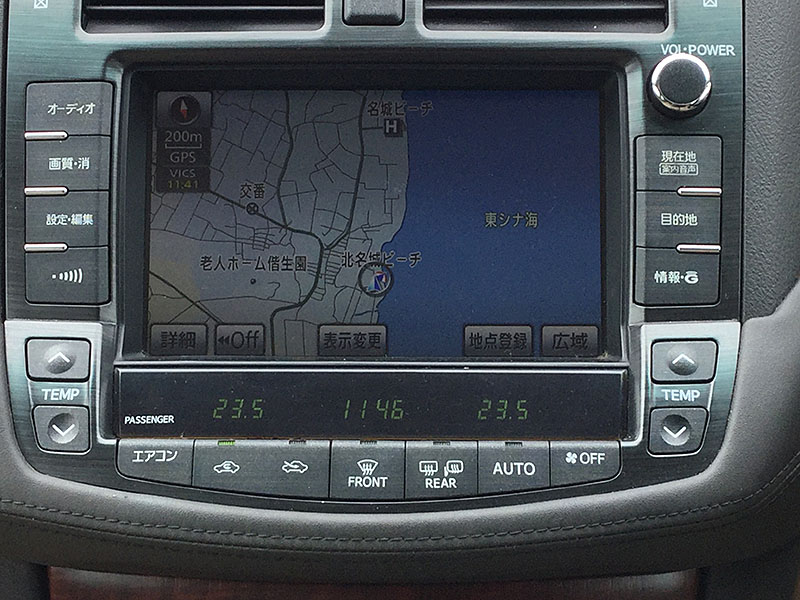 VOL·PWOER
オーディオ
画質・消
設定・編集
200m
GPS
VICS
11:41
名城ビーチ
H
交番
東シナ海
老人ホーム偕生園
北名城ビーチ
詳細
◀◀Off
表示変更
地点登録
広域
現在地
案内音声
目的地
情報・G
TEMP
PASSENGER
23.5
11 46
23.5
TEMP
エアコン
FRONT
REAR
AUTO
OFF